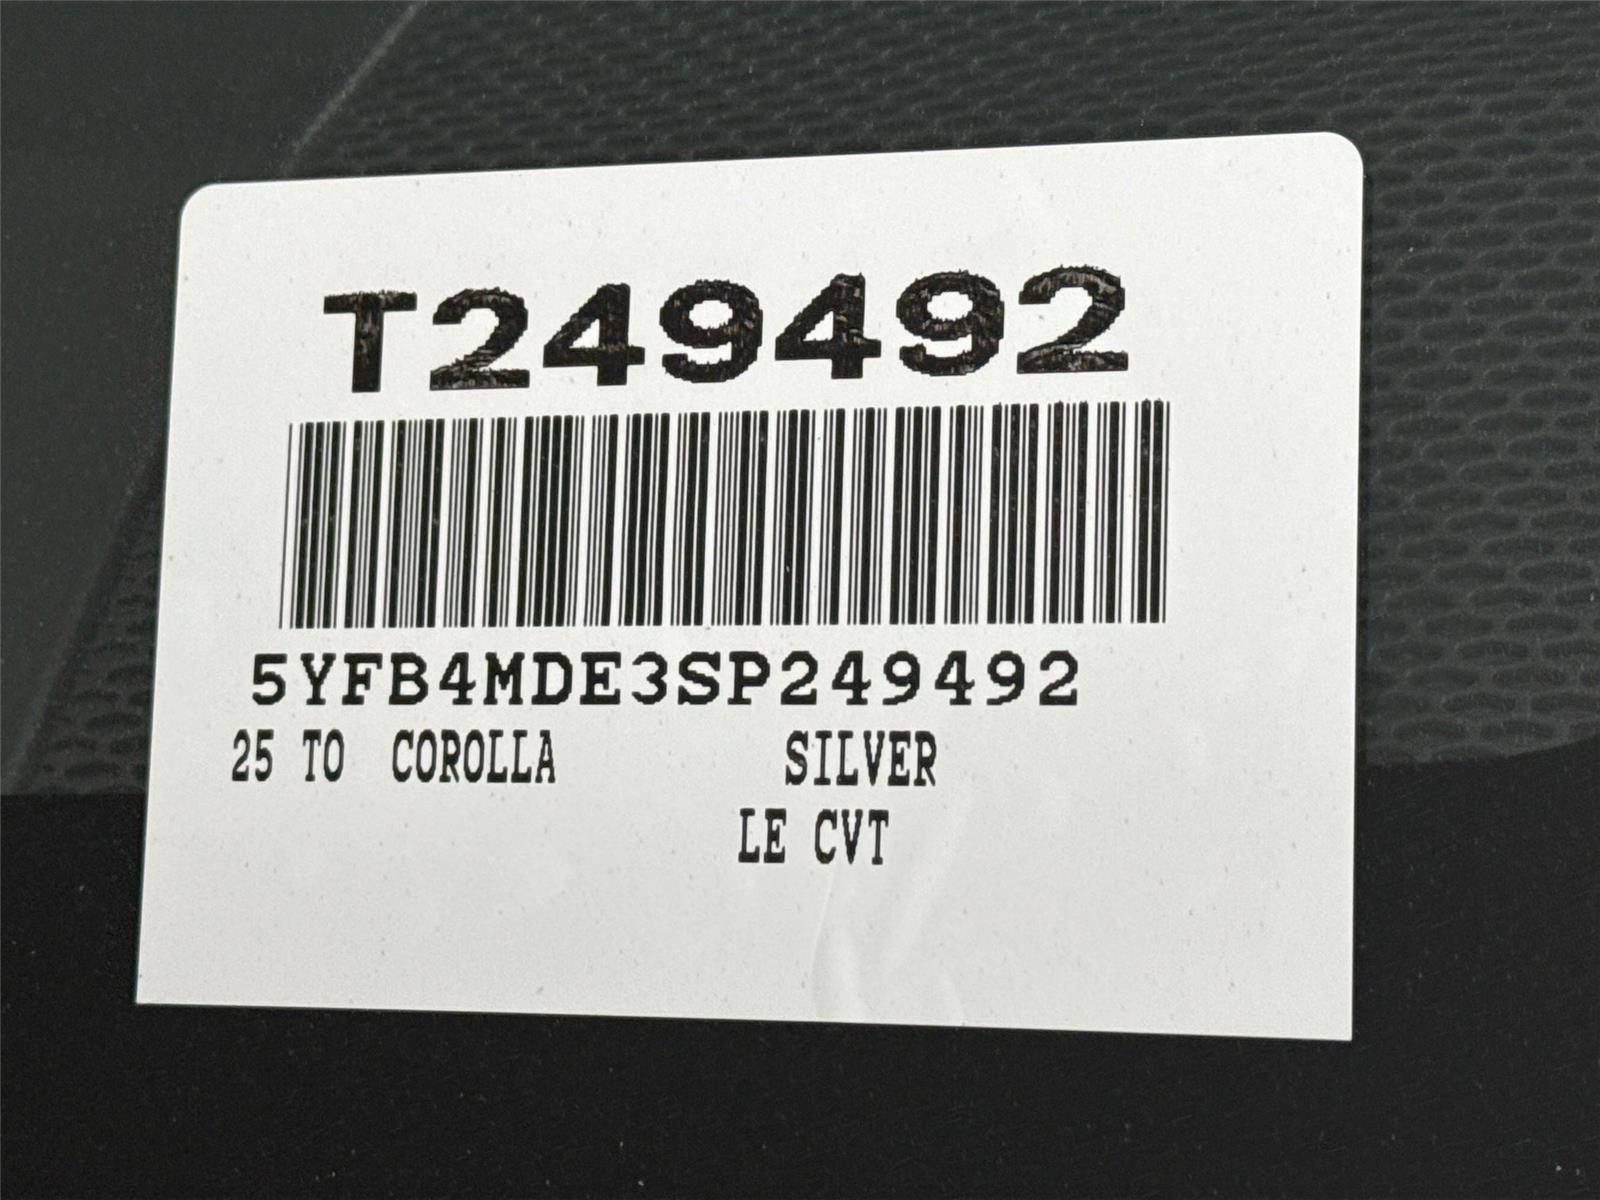 T249492
5YFB4MDE3SP249492
25 TO COROLLA SILVER
LE CVT